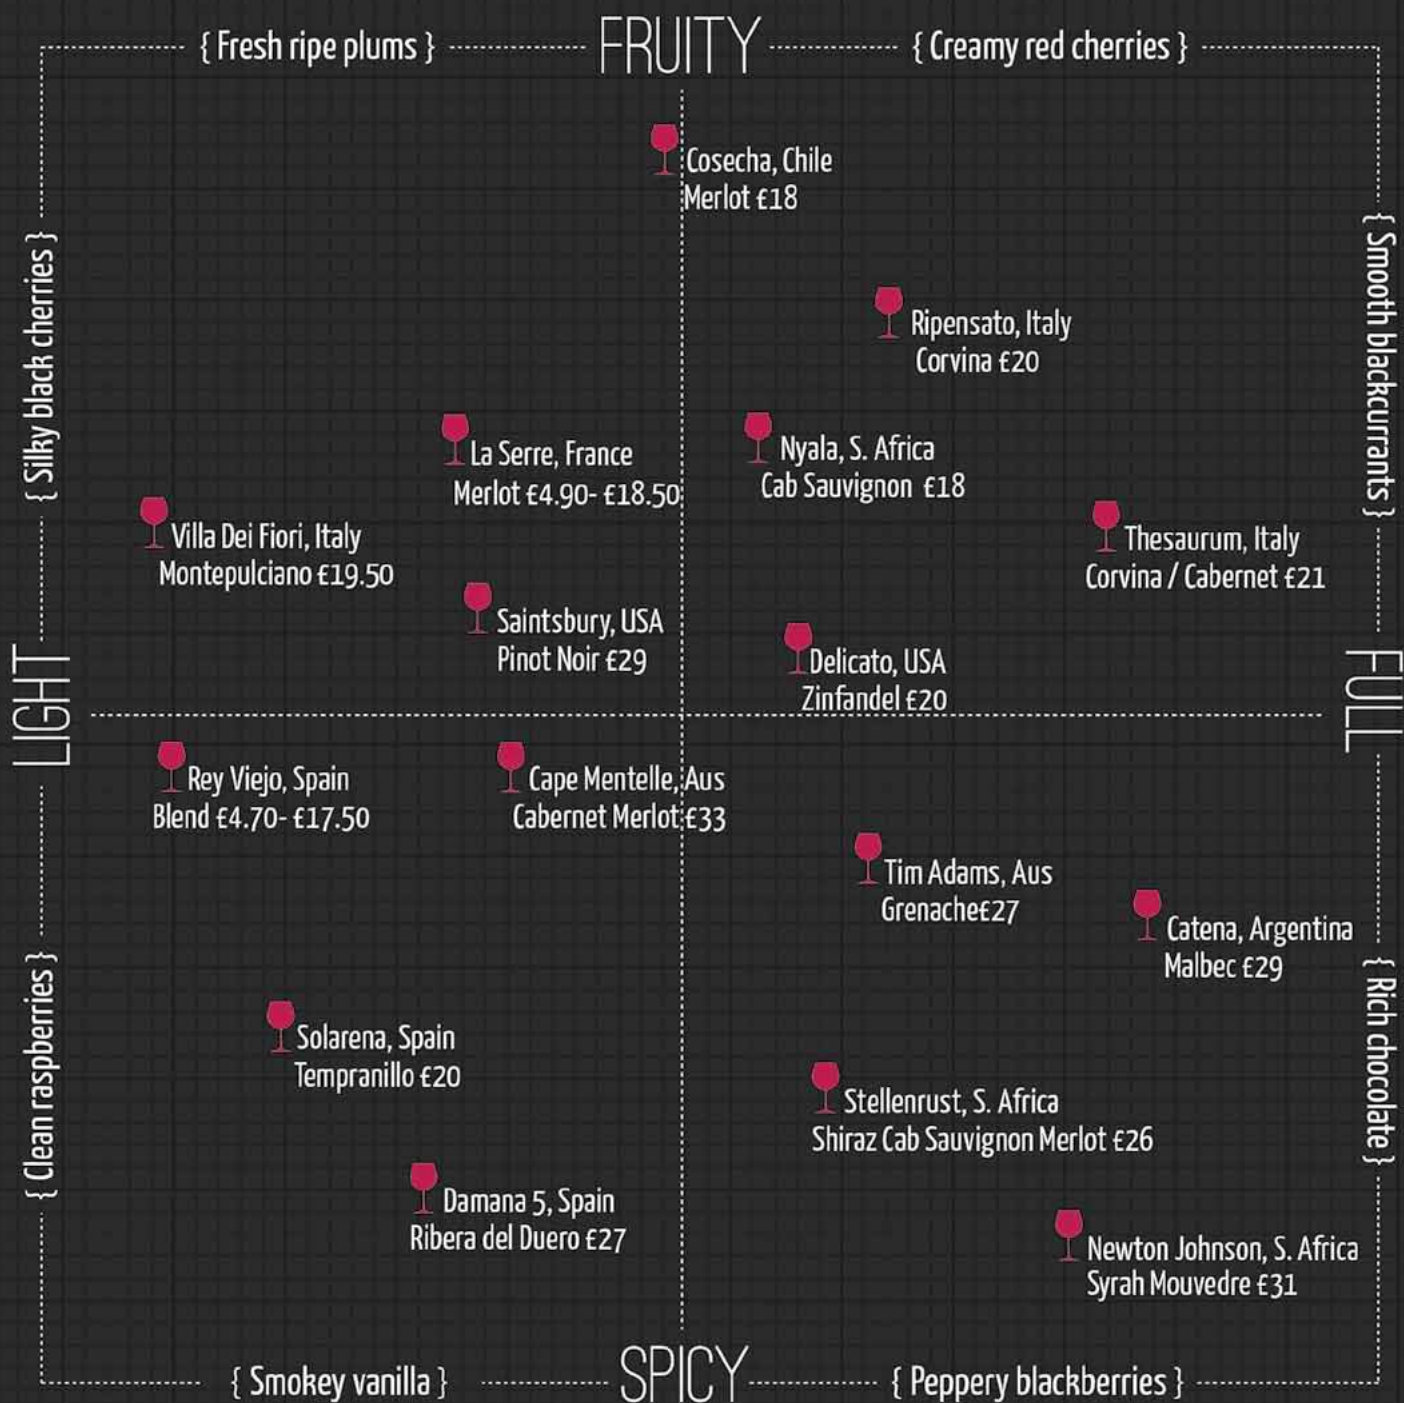 { Fresh ripe plums }
FRUITY
{ Creamy red cherries }
Cosecha, Chile
Merlot £18
{ Silky black cherries }
{ Smooth blackcurrants }
Ripensato, Italy
Corvina £20
La Serre, France
Merlot £4.90- £18.50
Nyala, S. Africa
Cab Sauvignon £18
Villa Dei Fiori, Italy
Montepulciano £19.50
Thesaurum, Italy
Corvina / Cabernet £21
Saintsbury, USA
Pinot Noir £29
Delicato, USA
Zinfandel £20
LIGHT
FULL
Rey Viejo, Spain
Blend £4.70- £17.50
Cape Mentelle, Aus
Cabernet Merlot £33
Tim Adams, Aus
Grenache£27
Catena, Argentina
Malbec £29
{ Clean raspberries }
{ Rich chocolate }
Solarena, Spain
Tempranillo £20
Stellenrust, S. Africa
Shiraz Cab Sauvignon Merlot £26
Damana 5, Spain
Ribera del Duero £27
Newton Johnson, S. Africa
Syrah Mouvedre £31
{ Smokey vanilla }
SPICY
{ Peppery blackberries }